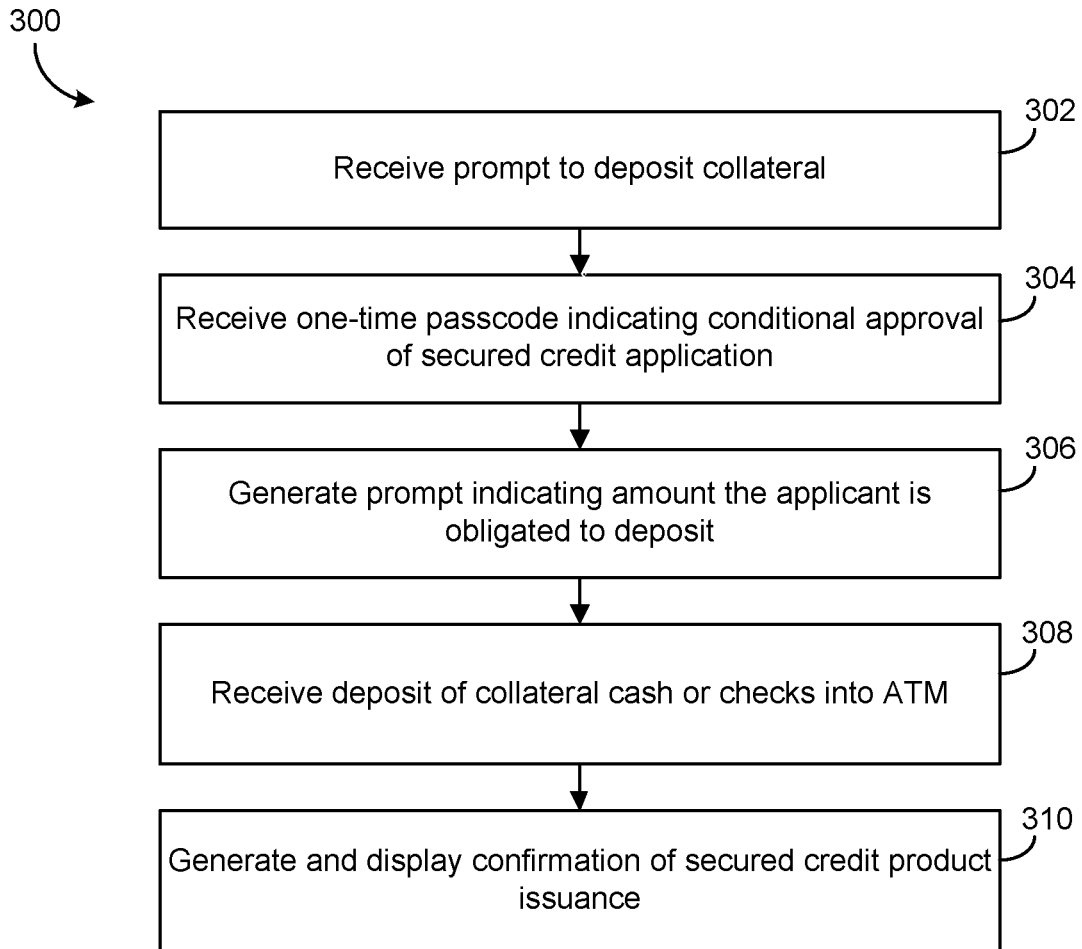 300
302
Receive prompt to deposit collateral
304
Receive one-time passcode indicating conditional approval
of secured credit application
306
Generate prompt indicating amount the applicant is
obligated to deposit
308
Receive deposit of collateral cash or checks into ATM
310
Generate and display confirmation of secured credit product
issuance